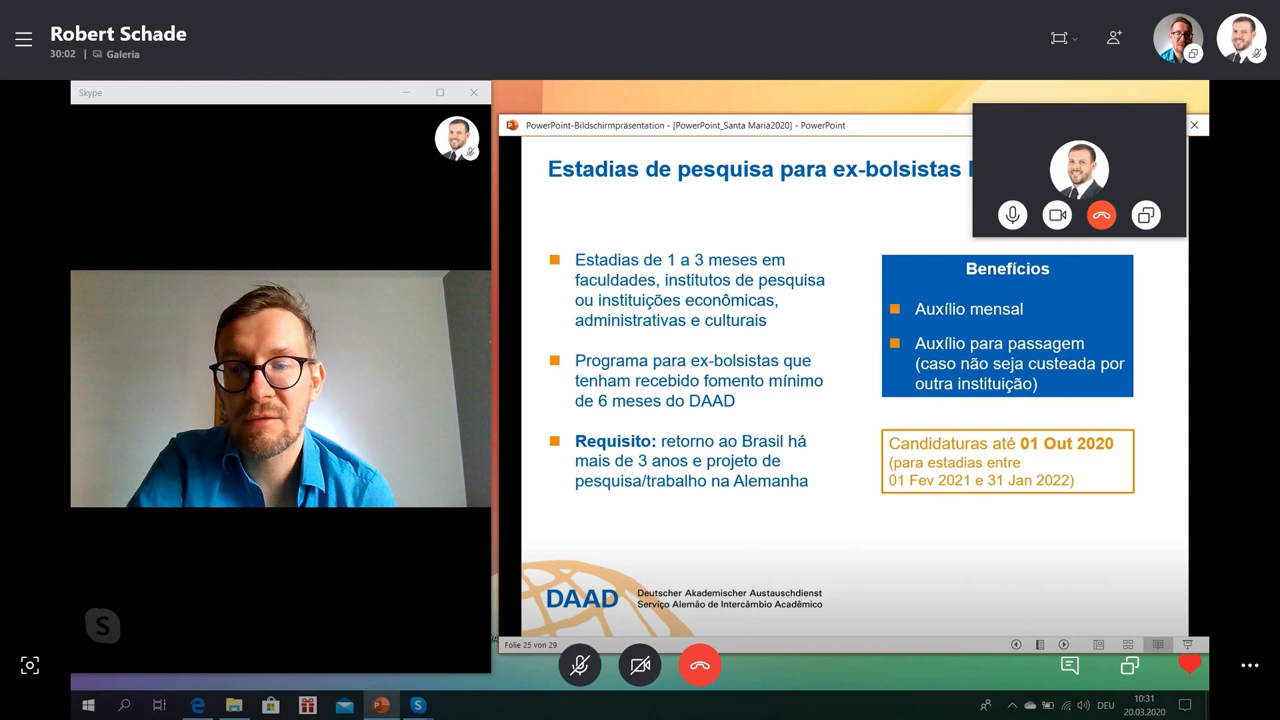 Robert Schade
30:02 | Galeria
Skype
PowerPoint-Bildschirmpräsentation - [PowerPoint_Santa Maria2020] - PowerPoint
Estadias de pesquisa para ex-bolsistas
Estadias de 1 a 3 meses em
faculdades, institutos de pesquisa
ou instituições econômicas,
administrativas e culturais
Programa para ex-bolsistas que
tenham recebido fomento mínimo
de 6 meses do DAAD
Requisito: retorno ao Brasil há
mais de 3 anos e projeto de
pesquisa/trabalho na Alemanha
Benefícios
Auxílio mensal
Auxílio para passagem
(caso não seja custeada por
outra instituição)
Candidaturas até 01 Out 2020
(para estadias entre
01 Fev 2021 e 31 Jan 2022)
DAAD
Deutscher Akademischer Austauschdienst
Serviço Alemão de Intercâmbio Acadêmico
Folie 25 von 29
S
DEU
10:31
20.03.2020